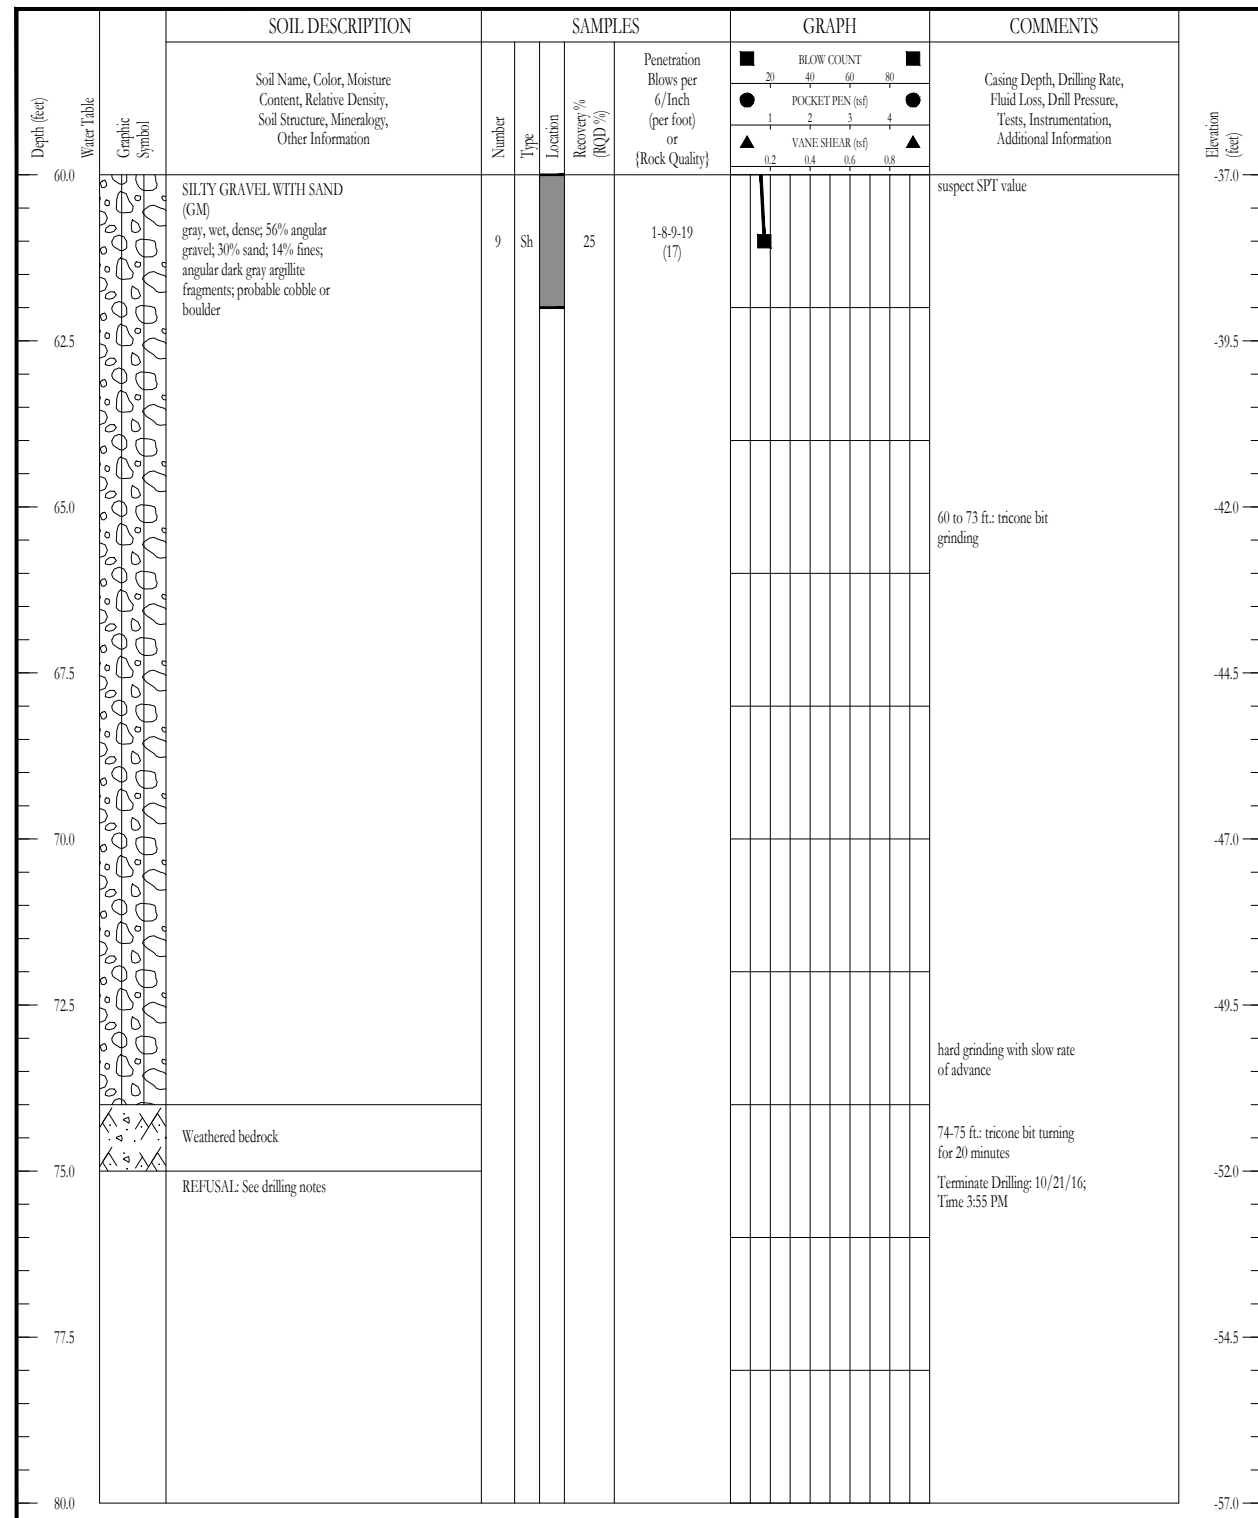 SOIL DESCRIPTION
SAMPLES
GRAPH
COMMENTS
Depth (feet)
Water Table
Graphic
Symbol
Soil Name, Color, Moisture
Content, Relative Density,
Soil Structure, Mineralogy,
Other Information
Number
Type
Location
Recovery %
(RQD %)
Penetration
Blows per
6/Inch
(per foot)
or
{Rock Quality}
BLOW COUNT
20 40 60 80
POCKET PEN (tsf)
1 2 3 4
VANE SHEAR (tsf)
0.2 0.4 0.6 0.8
Casing Depth, Drilling Rate,
Fluid Loss, Drill Pressure,
Tests, Instrumentation,
Additional Information
Elevation
(feet)
60.0
SILTY GRAVEL WITH SAND
(GM)
gray, wet, dense; 56% angular
gravel; 30% sand; 14% fines;
angular dark gray argillite
fragments; probable cobble or
boulder
9
Sh
25
1-8-9-19
(17)
suspect SPT value
-37.0
62.5
-39.5
65.0
60 to 73 ft.: tricone bit
grinding
-42.0
67.5
-44.5
70.0
-47.0
72.5
-49.5
hard grinding with slow rate
of advance
Weathered bedrock
74-75 ft.: tricone bit turning
for 20 minutes
75.0
-52.0
REFUSAL: See drilling notes
Terminate Drilling: 10/21/16;
Time 3:55 PM
77.5
-54.5
80.0
-57.0